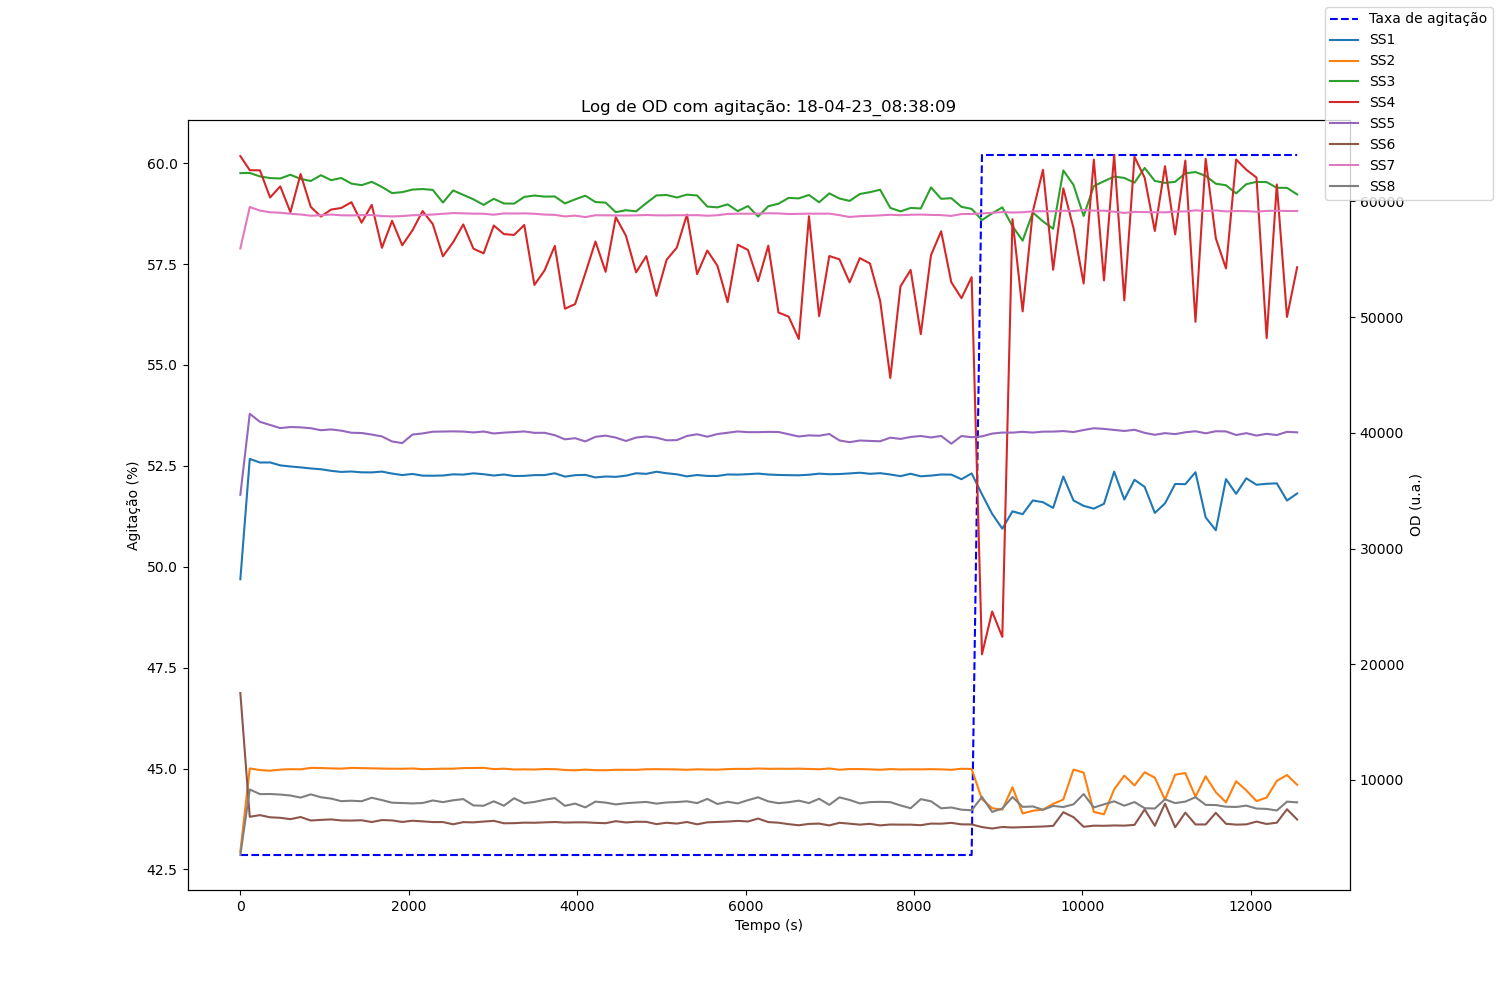 Taxa de agitação
SS1
SS2
SS3
SS4
SS5
SS6
SS7
SS8
Log de OD com agitação: 18-04-23_08:38:09
60.0
57.5
55.0
52.5
50.0
47.5
45.0
42.5
Agitação (%)
60000
50000
40000
30000
20000
10000
OD (u.a.)
0
2000
4000
6000
8000
10000
12000
Tempo (s)